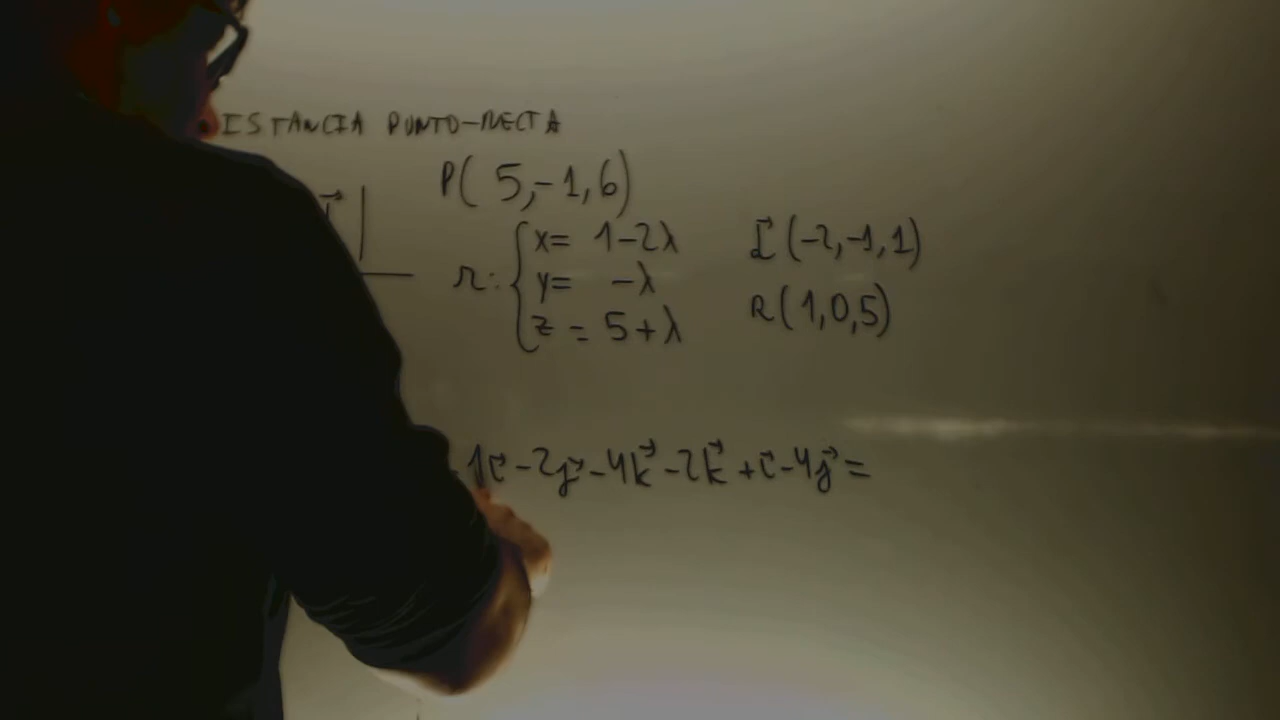 ISTANCIA PUNTO-RECTA
P(5,-1,6)
r: { x= 1-2λ
y= -λ
z = 5+λ
r⃗ (-2,-1,1)
R(1,0,5)
-1i⃗ -2j⃗ -4k⃗ -2k⃗ +i⃗ -4j⃗ =